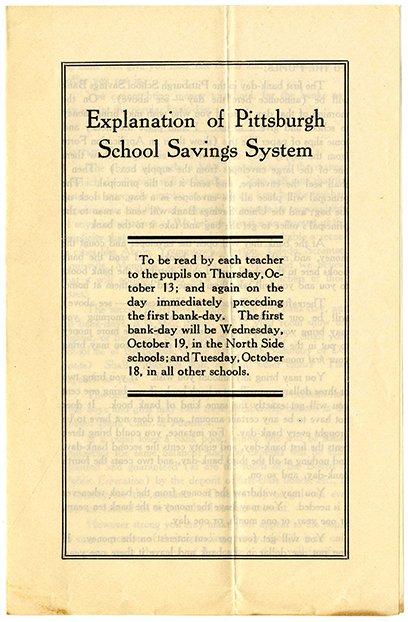 Explanation of Pittsburgh
School Savings System
To be read by each teacher
to the pupils on Thursday, Oc-
tober 13; and again on the
day immediately preceding
the first bank-day. The first
bank-day will be Wednesday,
October 19, in the North Side
schools; and Tuesday, October
18, in all other schools.